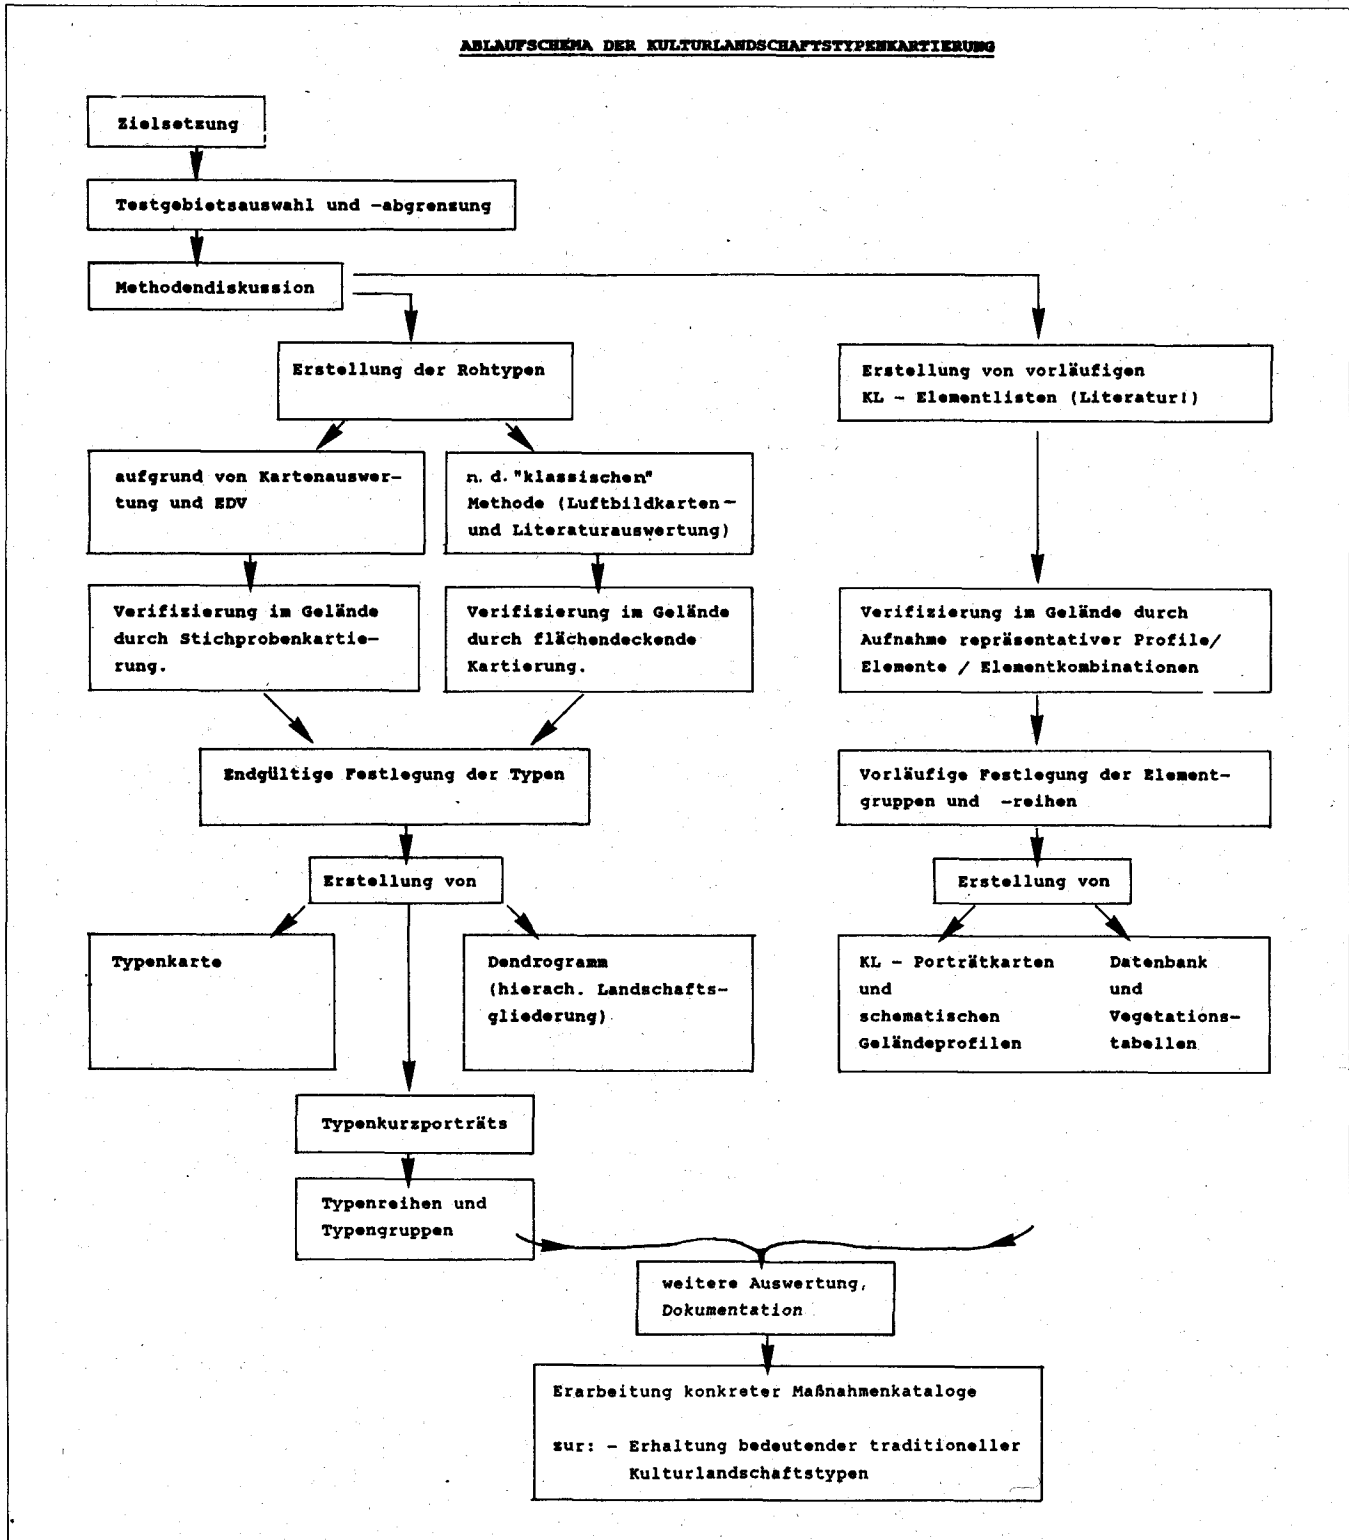 ABLAUFSCHEMA DER KULTURLANDSCHAFTSTYPENKARTIERUNG
Zielsetzung
Testgebietsauswahl und -abgrenzung
Methodendiskussion
Erstellung der Rohtypen
aufgrund von Kartenauswer-
tung und EDV
n. d. "klassischen"
Methode (Luftbildkarten-
und Literaturauswertung)
Verifizierung im Gelände
durch Stichprobenkartie-
rung.
Verifizierung im Gelände
durch flächendeckende
Kartierung.
Endgültige Festlegung der Typen
Erstellung von
Typenkarte
Dendrogramm
(hierach. Landschafts-
gliederung)
Typenkurzporträts
Typenreihen und
Typengruppen
Erstellung von vorläufigen
KL - Elementlisten (Literatur!)
Verifizierung im Gelände durch
Aufnahme repräsentativer Profile/
Elemente / Elementkombinationen
Vorläufige Festlegung der Element-
gruppen und -reihen
Erstellung von
KL - Porträtkarten
und
schematischen
Geländeprofilen
Datenbank
und
Vegetations-
tabellen
weitere Auswertung,
Dokumentation
Erarbeitung konkreter Maßnahmenkataloge
zur: - Erhaltung bedeutender traditioneller
Kulturlandschaftstypen